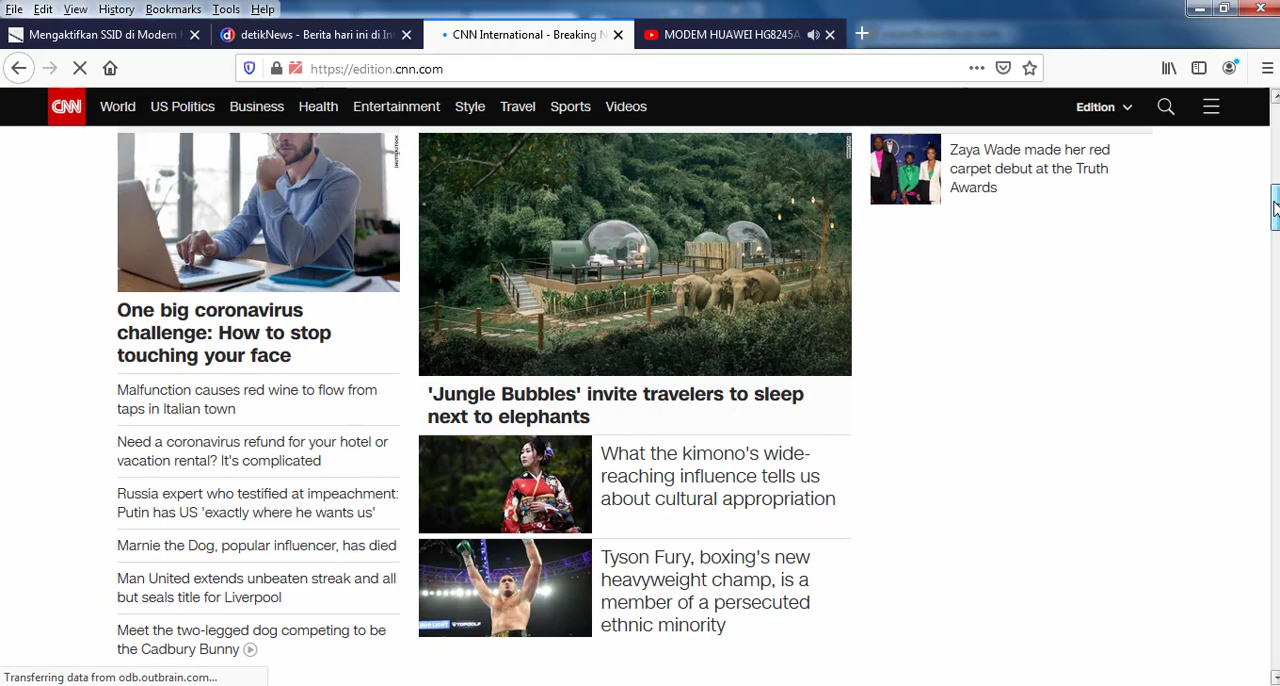 File Edit View History Bookmarks Tools Help
Mengaktifkan SSID di Modem detikNews - Berita hari ini di In CNN International - Breaking N MODEM HUAWEI HG8245A
https://edition.cnn.com
CNN World US Politics Business Health Entertainment Style Travel Sports Videos Edition
One big coronavirus
challenge: How to stop
touching your face
Malfunction causes red wine to flow from
taps in Italian town
Need a coronavirus refund for your hotel or
vacation rental? It's complicated
Russia expert who testified at impeachment:
Putin has US 'exactly where he wants us'
Marnie the Dog, popular influencer, has died
Man United extends unbeaten streak and all
but seals title for Liverpool
Meet the two-legged dog competing to be
the Cadbury Bunny
'Jungle Bubbles' invite travelers to sleep
next to elephants
What the kimono's wide-
reaching influence tells us
about cultural appropriation
Tyson Fury, boxing's new
heavyweight champ, is a
member of a persecuted
ethnic minority
Zaya Wade made her red
carpet debut at the Truth
Awards
Transferring data from odb.outbrain.com...